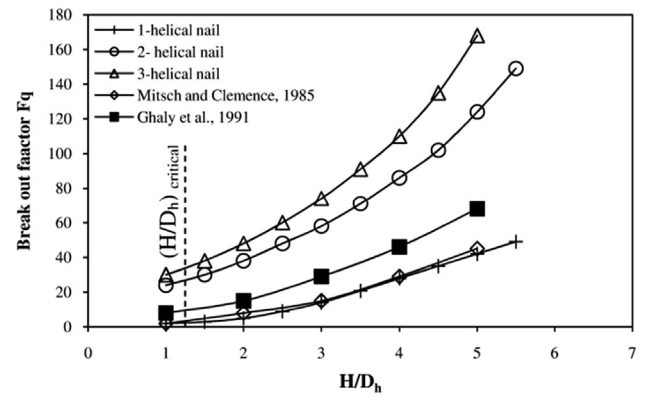 180
160
140
120
100
80
60
40
20
0
Break out faactor Fq
1-helical nail
2- helical nail
3-helical nail
Mitsch and Clemence, 1985
Ghaly et al., 1991
(H/Dh) critical
0 1 2 3 4 5 6 7
H/Dh